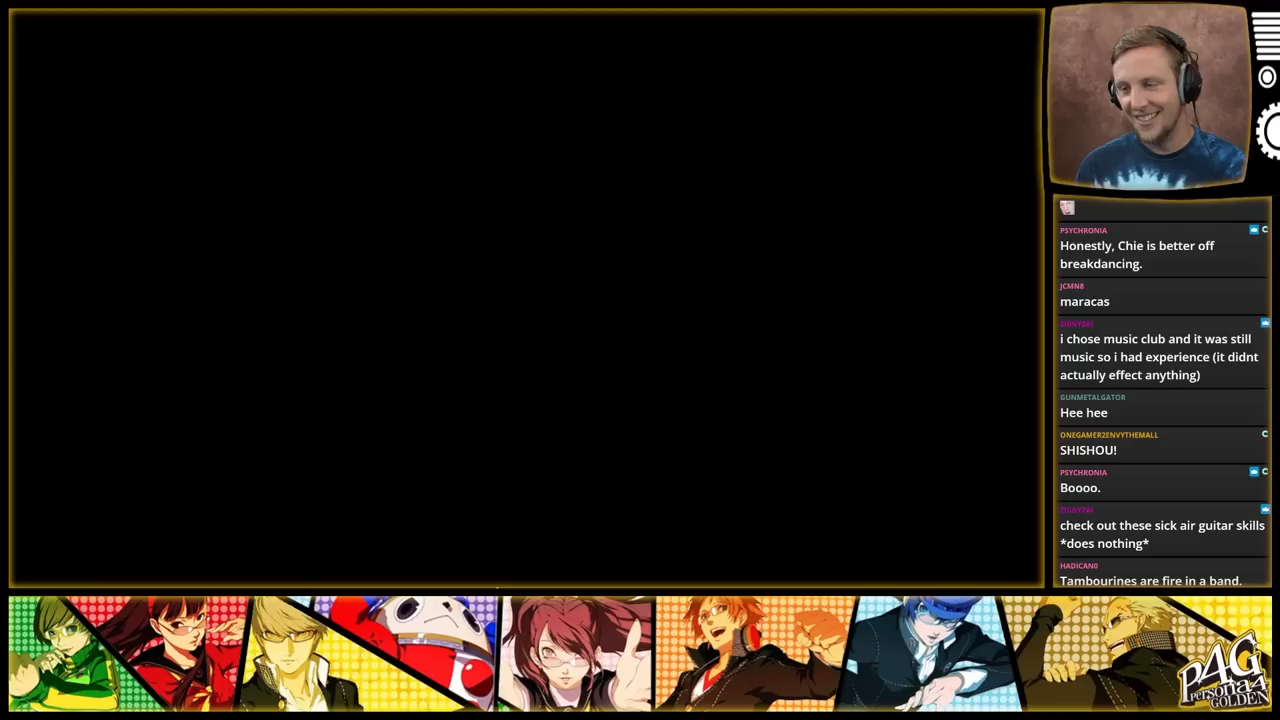 PSYCHRONIA
Honestly, Chie is better off
breakdancing.
JCMN8
maracas
i chose music club and it was still
music so i had experience (it didnt
actually effect anything)
GUNMETALGATOR
Hee hee
ONEGAMER2ENVYTHEMALL
SHISHOU!
PSYCHRONIA
Boooo.
check out these sick air guitar skills
*does nothing*
HADICAN0
Tambourines are fire in a band.
P4G
Persona4
GOLDEN